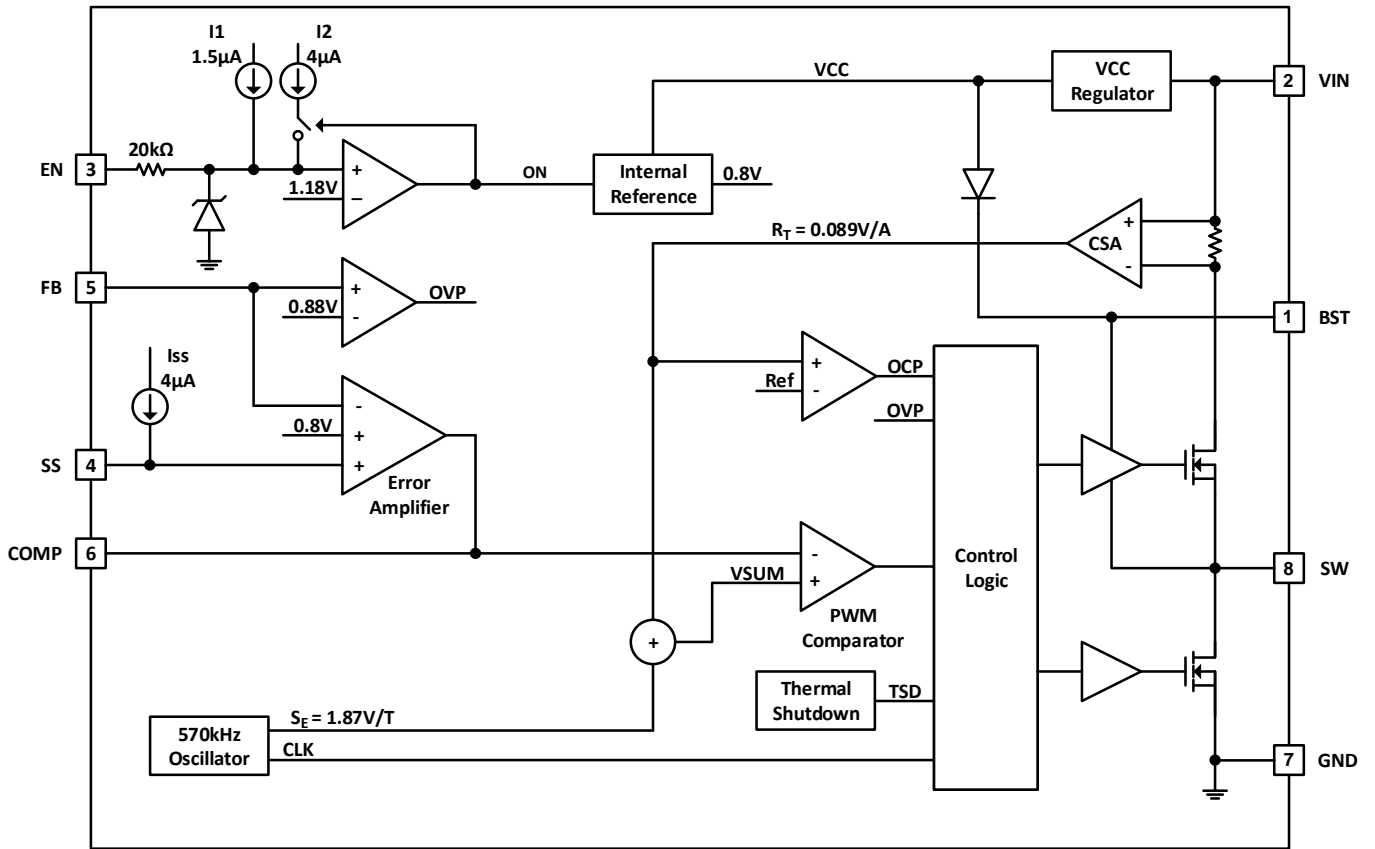 I1
1.5µA
I2
4µA
VCC
VCC
Regulator
2
VIN
EN
3
20kΩ
+
1.18V
–
ON
Internal
Reference
0.8V
RT = 0.089V/A
CSA
+
-
FB
5
+
0.88V
-
OVP
1
BST
Iss
4µA
-
0.8V
+
SS
4
+
Error
Amplifier
+
Ref
-
OCP
OVP
COMP
6
-
VSUM
+
PWM
Comparator
Control
Logic
8
SW
+
Thermal
Shutdown
TSD
570kHz
Oscillator
SE = 1.87V/T
CLK
7
GND